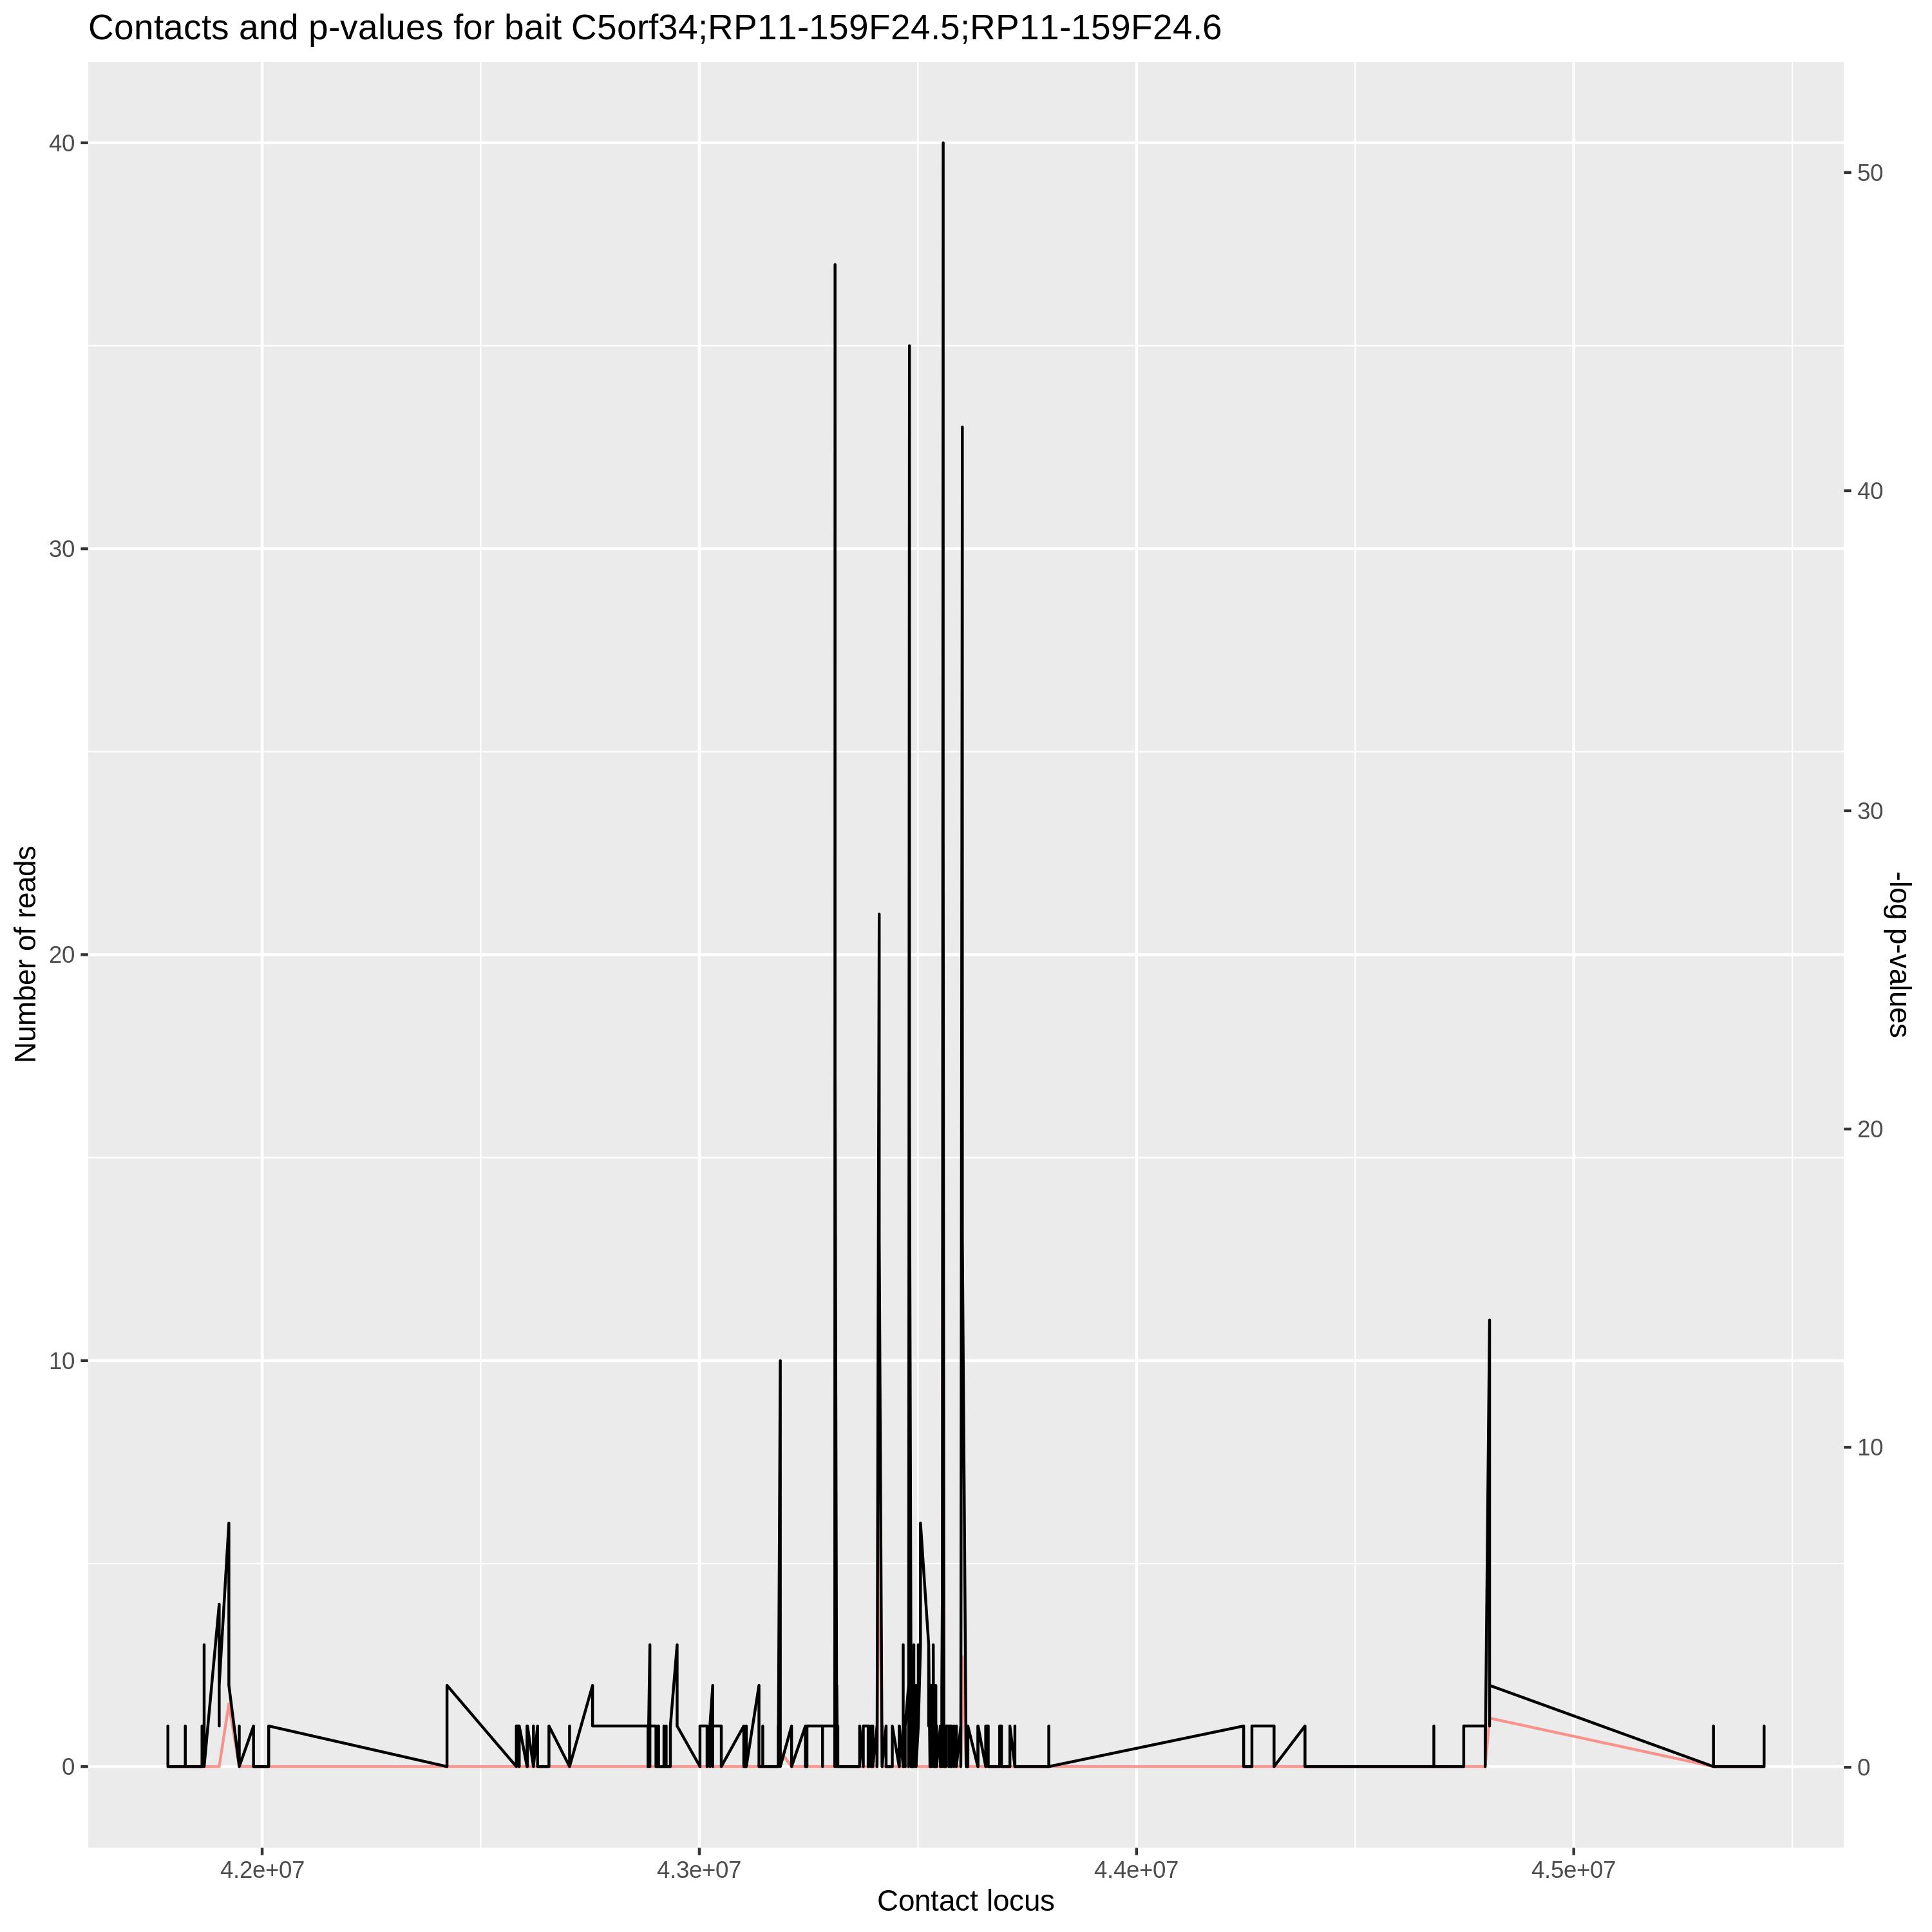 Contacts and p-values for bait C5orf34;RP11-159F24.5;RP11-159F24.6
40
30
20
10
0
Number of reads
50
40
30
20
10
0
-log p-values
4.2e+07
4.3e+07
4.4e+07
4.5e+07
Contact locus